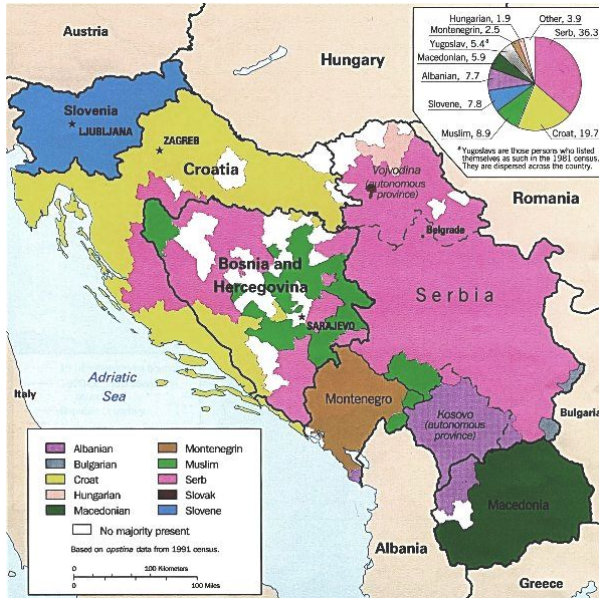 Austria
Hungary
Hungarian, 1.9
Other, 3.9
Montenegrin, 2.5
Serb, 36.3
Yugoslav, 5.4ª
Macedonian, 5.9
Albanian, 7.7
Slovene, 7.8
Muslim, 8.9
Croat, 19.7
ªYugoslavs are those persons who listed
themselves as such in the 1981 census.
They are dispersed across the country.
Slovenia
LJUBLJANA
ZAGREB
Croatia
Vojvodina
(autonomous
province)
Romania
Belgrade
Bosnia and
Hercegovina
Serbia
SARAJEVO
Adriatic
Sea
Italy
Montenegro
Kosovo
(autonomous
province)
Bulgaria
Macedonia
Albania
Greece
Albanian
Bulgarian
Croat
Hungarian
Macedonian
Montenegrin
Muslim
Serb
Slovak
Slovene
No majority present
Based on opstina data from 1991 census.
0 100 Kilometers
0 100 Miles